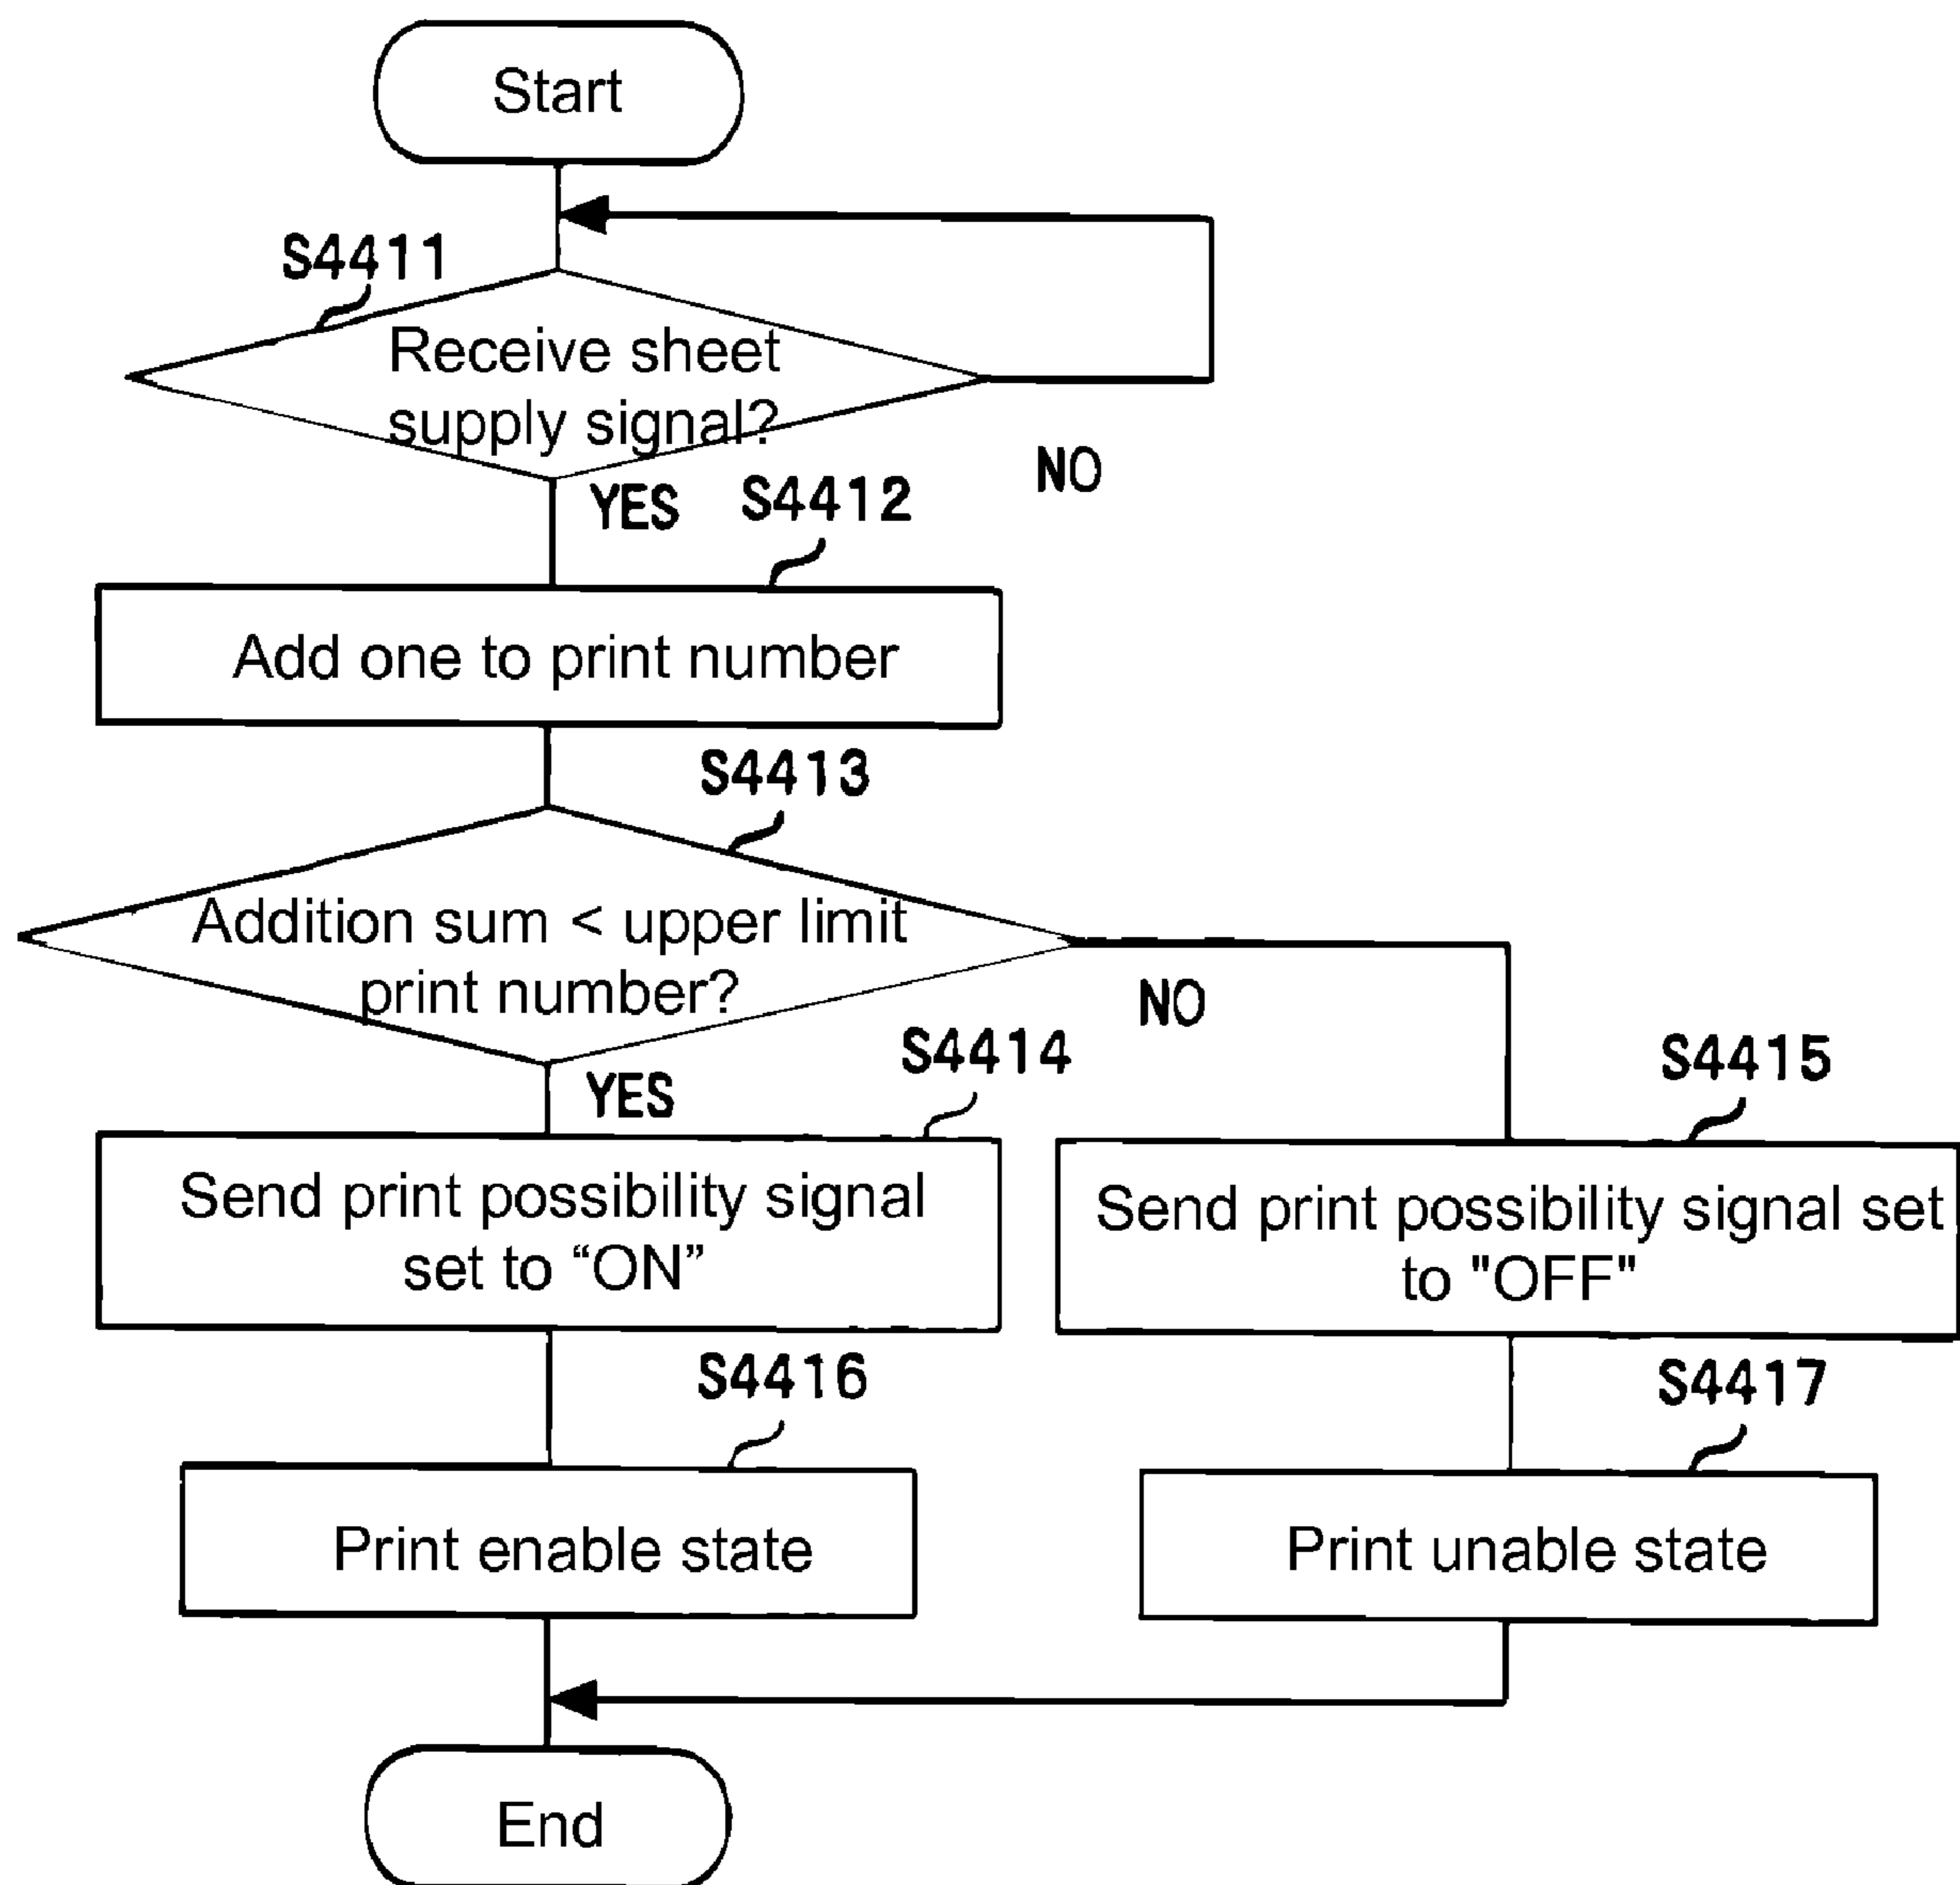 Start
S4411
Receive sheet
supply signal?
NO
YES
S4412
Add one to print number
S4413
Addition sum < upper limit
print number?
NO
YES
S4414
Send print possibility signal
set to “ON”
S4415
Send print possibility signal set
to "OFF"
S4416
Print enable state
S4417
Print unable state
End